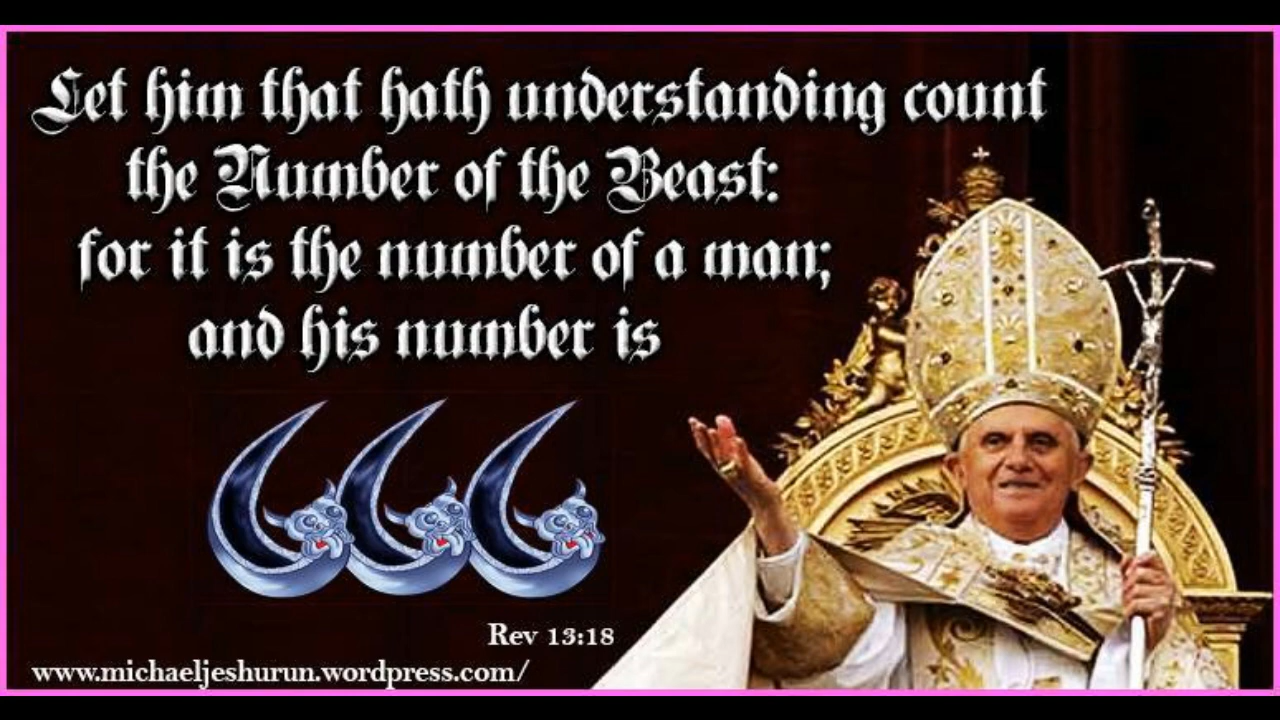 Let him that hath understanding count
the Number of the Beast:
for it is the number of a man;
and his number is
666
Rev 13:18
www.michaeljeshurun.wordpress.com/